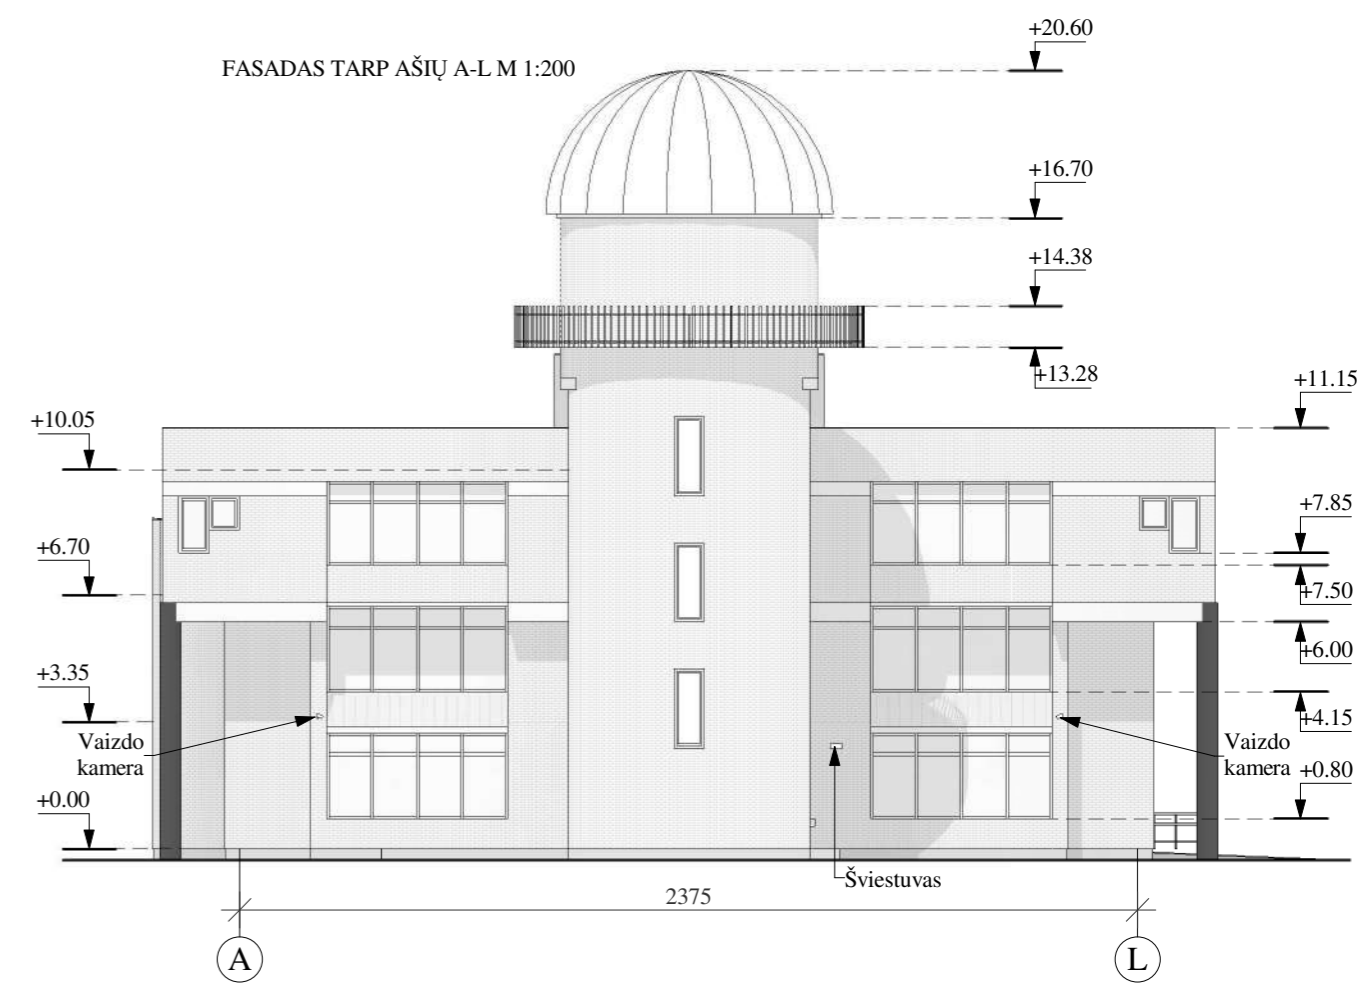 +20.60
FASADAS TARP AŠIŲ A-L M 1:200
+16.70
+14.38
+13.28
+11.15
+10.05
+7.85
+6.70
+7.50
+6.00
+3.35
+4.15
Vaizdo
kamera
Vaizdo
kamera
+0.80
+0.00
Šviestuvas
2375
A
L